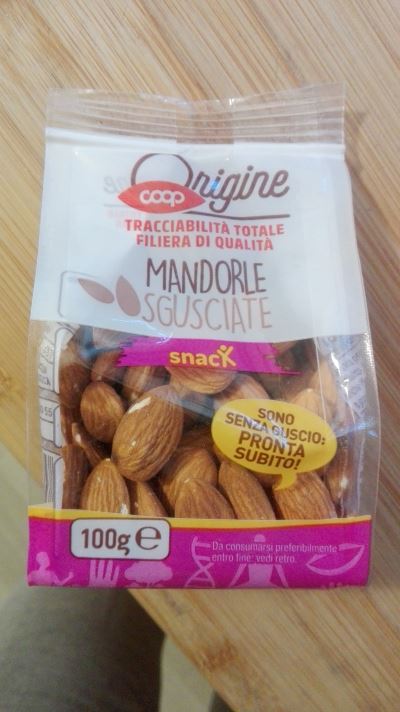 Origine
coop
TRACCIABILITÀ TOTALE
FILIERA DI QUALITÀ
MANDORLE
SGUSCIATE
snack
SONO
SENZA GUSCIO:
PRONTA
SUBITO!
100g e
Da consumarsi preferibilmente
entro fine: vedi retro.